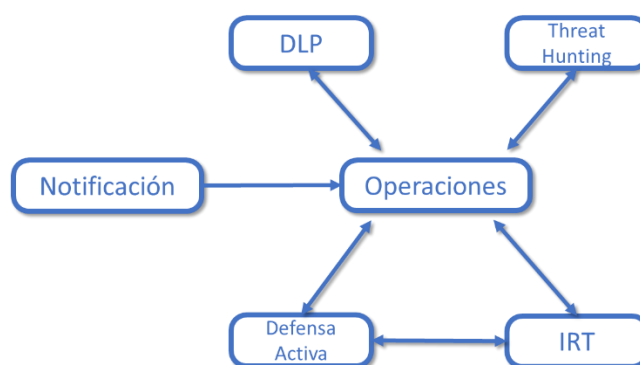 DLP
Threat
Hunting
Notificación
Operaciones
Defensa
Activa
IRT